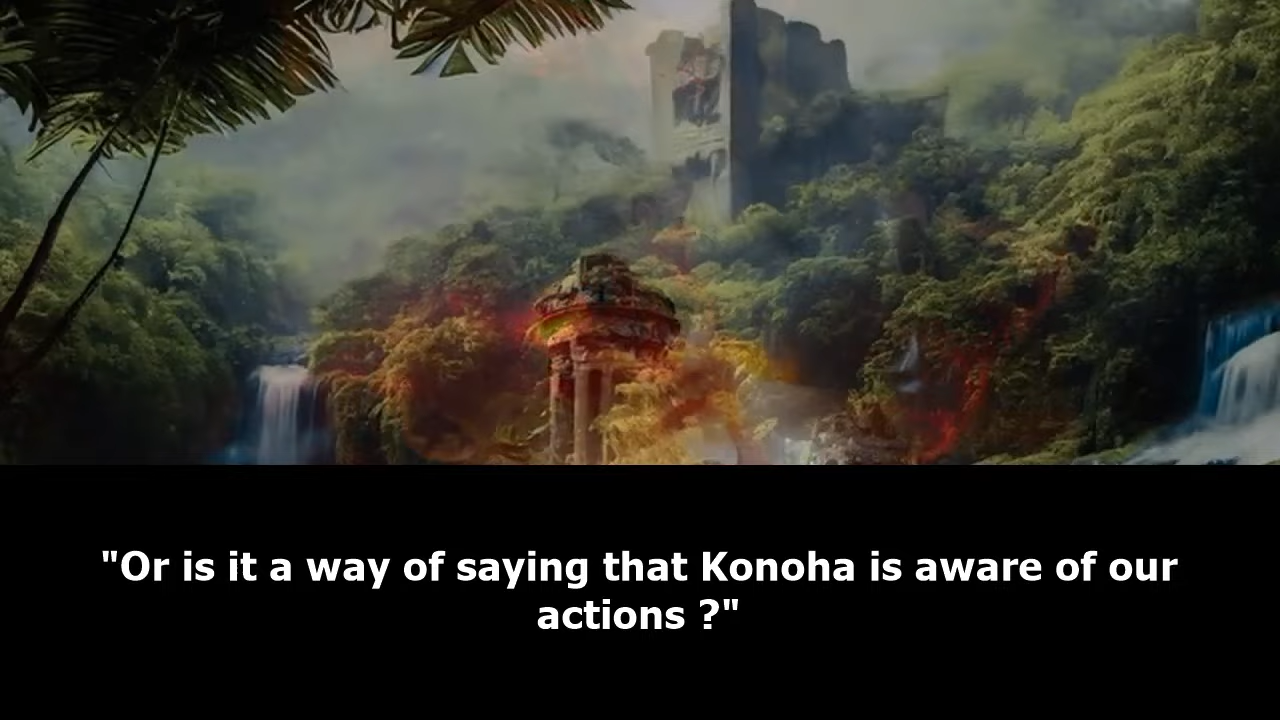 "Or is it a way of saying that Konoha is aware of our
actions ?"